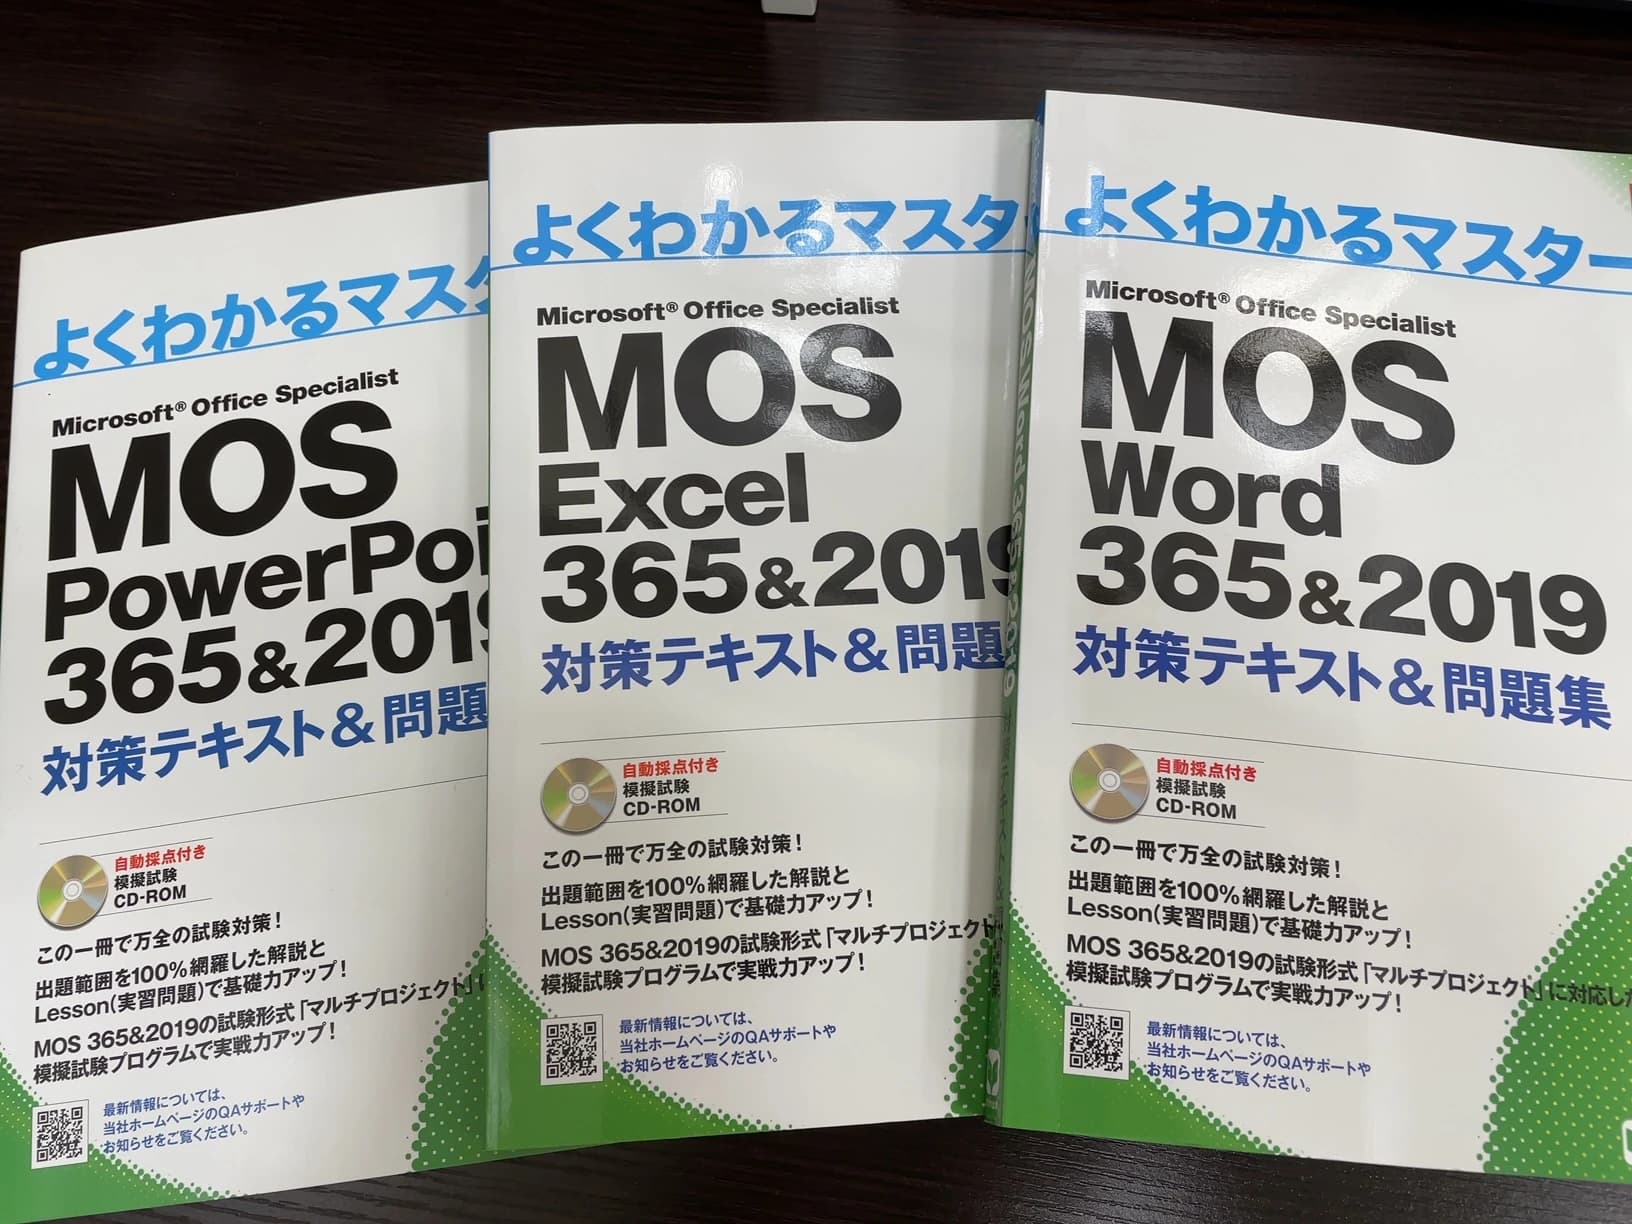 よくわかるマスタ
Microsoft® Office Specialist
MOS
PowerPoi
365&2019
対策テキスト&問題
自動採点付き
模擬試験
CD-ROM
この一冊で万全の試験対策!
出題範囲を100%網羅した解説と
Lesson(実習問題)で基礎力アップ!
MOS 365&2019の試験形式「マルチプロジェクト」に
模擬試験プログラムで実戦力アップ!
最新情報については、
当社ホームページのQAサポートや
お知らせをご覧ください。
よくわかるマスター
Microsoft® Office Specialist
MOS
Excel
365&2019
対策テキスト&問題
自動採点付き
模擬試験
CD-ROM
この一冊で万全の試験対策!
出題範囲を100%網羅した解説と
Lesson(実習問題)で基礎力アップ!
MOS 365&2019の試験形式「マルチプロジェクト
模擬試験プログラムで実戦力アップ!
最新情報については、
当社ホームページのQAサポートや
お知らせをご覧ください。
MOS Word 365&2019
よくわかるマスター
Microsoft® Office Specialist
MOS
Word
365&2019
対策テキスト&問題集
自動採点付き
模擬試験
CD-ROM
この一冊で万全の試験対策!
出題範囲を100%網羅した解説と
Lesson(実習問題)で基礎力アップ!
MOS 365&2019の試験形式「マルチプロジェクト」に対応した
模擬試験プログラムで実戦力アップ!
最新情報については、
当社ホームページのQAサポートや
お知らせをご覧ください。